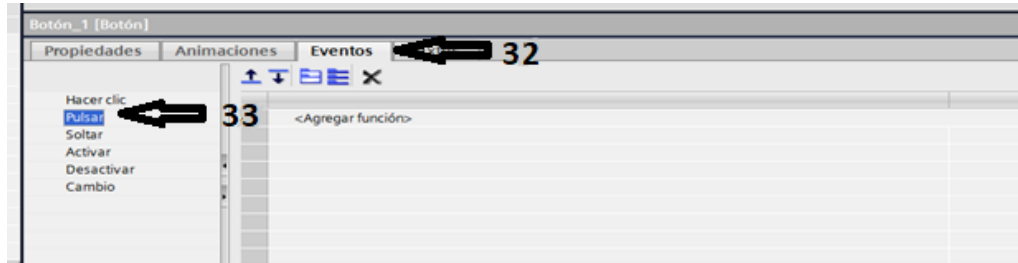 Botón_1 [Botón]
Propiedades Animaciones Eventos 32
Hacer clic
Pulsar 33 <Agregar función>
Soltar
Activar
Desactivar
Cambio